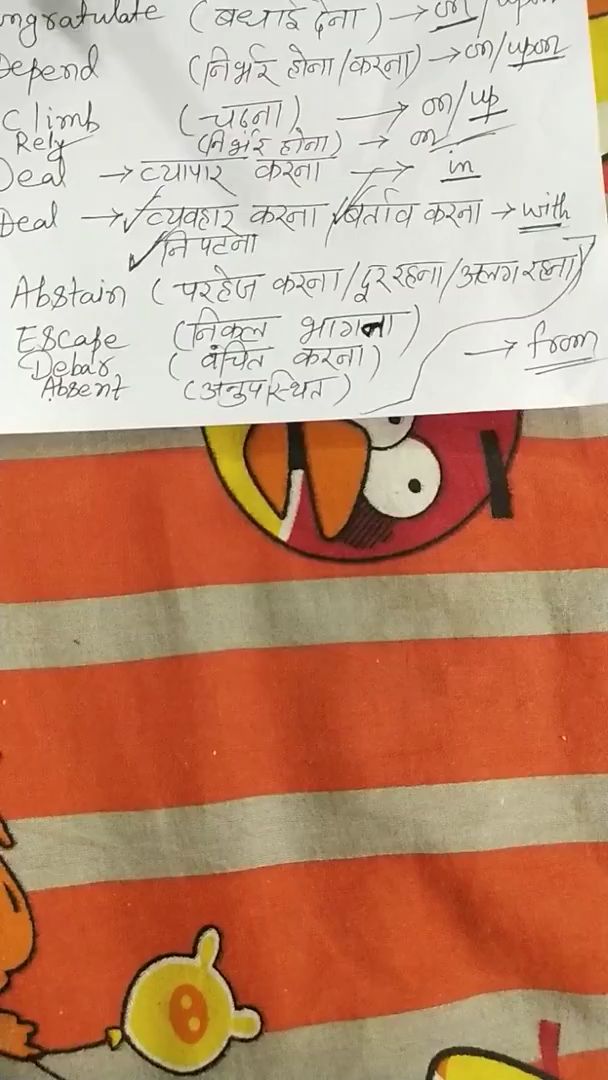 ongratulate (बधाई देना) → on/upon
Depend (निर्भर होना/करना) → on/upon
Climb (चढ़ना) → on/up
Rely (निर्भर होना) → on
Deal → व्यापार करना → in
Deal → व्यवहार करना / बर्ताव करना → with
निपटना
Abstain (परहेज करना/दूर रहना/अलग रहना)
Escape (निकल भागना)
Debar (वंचित करना) → from
Absent (अनुपस्थित)